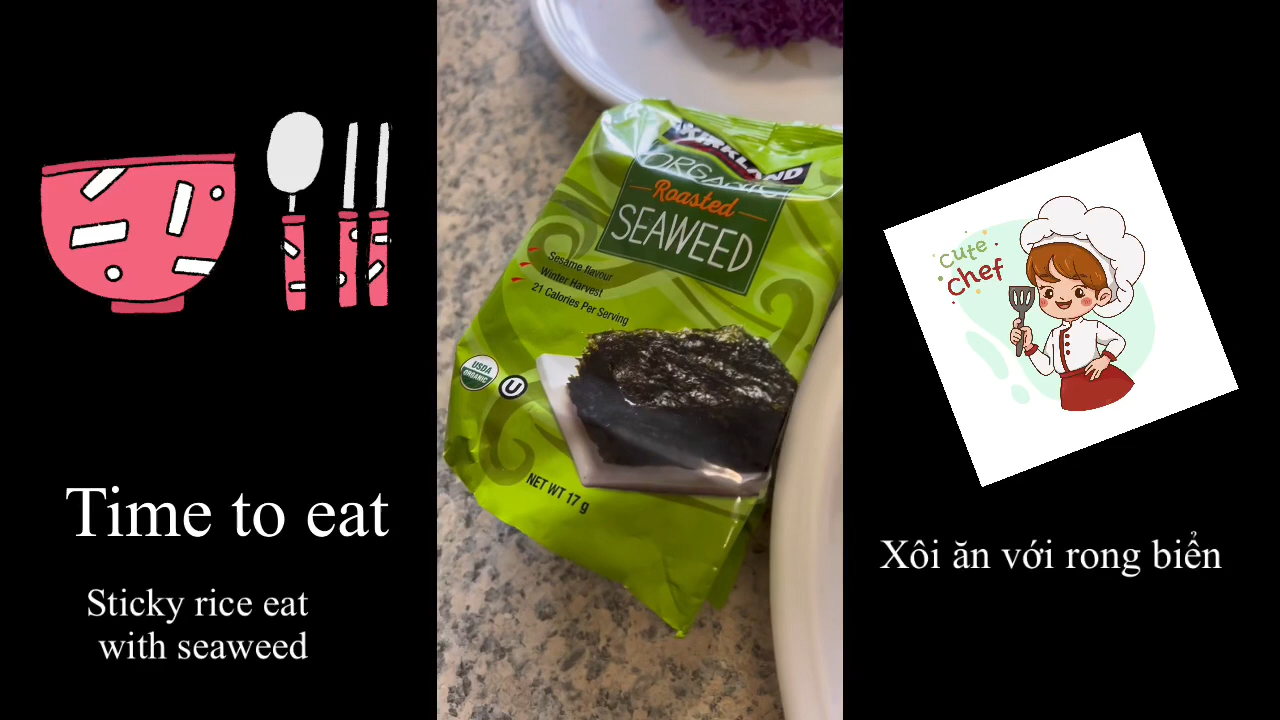 Time to eat
Sticky rice eat
with seaweed
KIRKLAND
ORGANIC
Roasted
SEAWEED
Sesame flavour
Winter Harvest
21 Calories Per Serving
USDA
ORGANIC
U
NET WT 17 g
cute
chef
Xôi ăn với rong biển